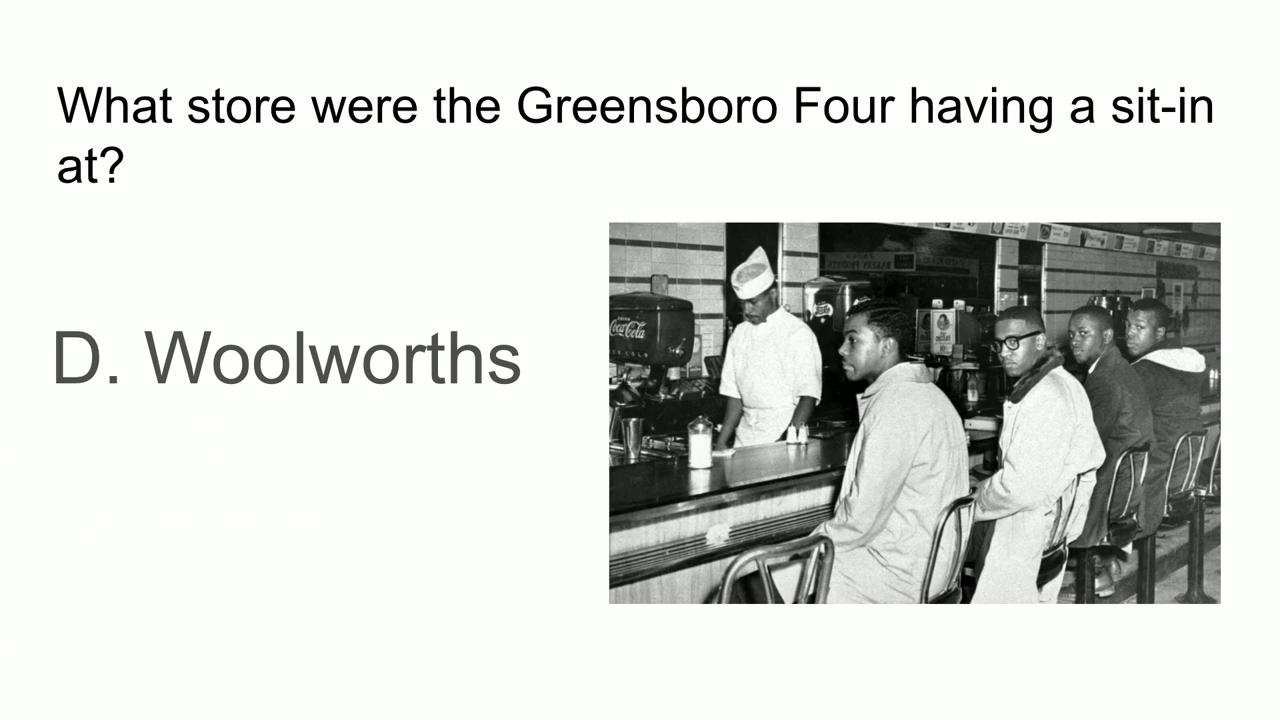 What store were the Greensboro Four having a sit-in
at?
D. Woolworths
Coca-Cola